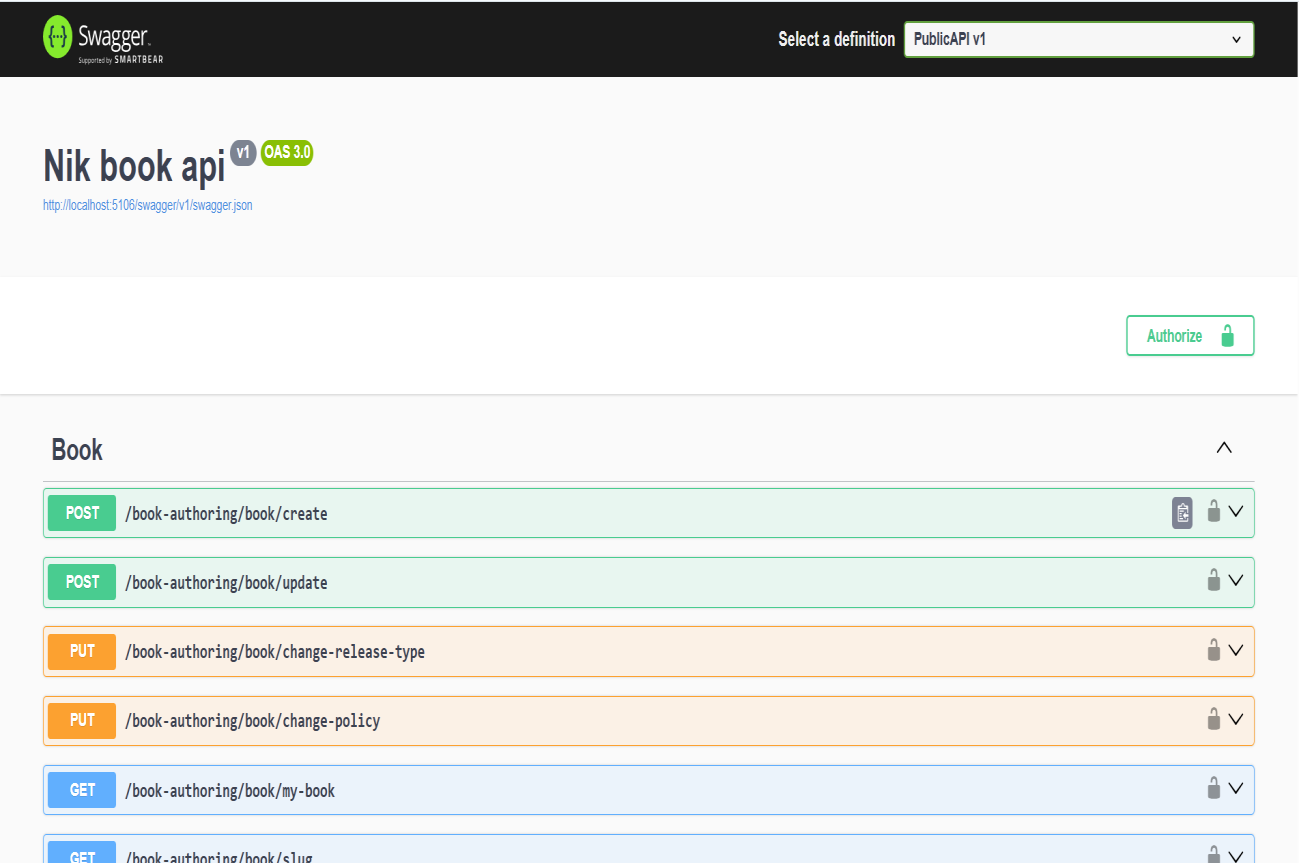 Swagger
Supported by SMARTBEAR
Select a definition
PublicAPI v1
Nik book api v1 OAS 3.0
http://localhost:5106/swagger/v1/swagger.json
Authorize
Book
POST /book-authoring/book/create
POST /book-authoring/book/update
PUT /book-authoring/book/change-release-type
PUT /book-authoring/book/change-policy
GET /book-authoring/book/my-book
GET /book-authoring/book/slug